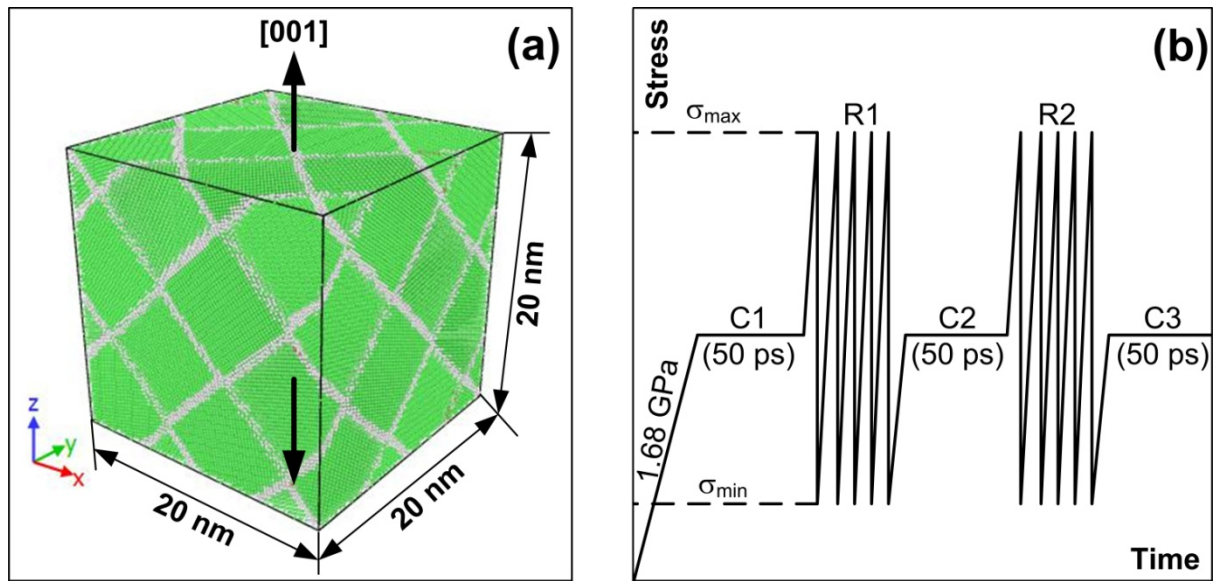 [001]
(a)
20 nm
20 nm
20 nm
z
y
x
(b)
Stress
σmax
R1
R2
C1
(50 ps)
C2
(50 ps)
C3
(50 ps)
1.68 GPa
σmin
Time